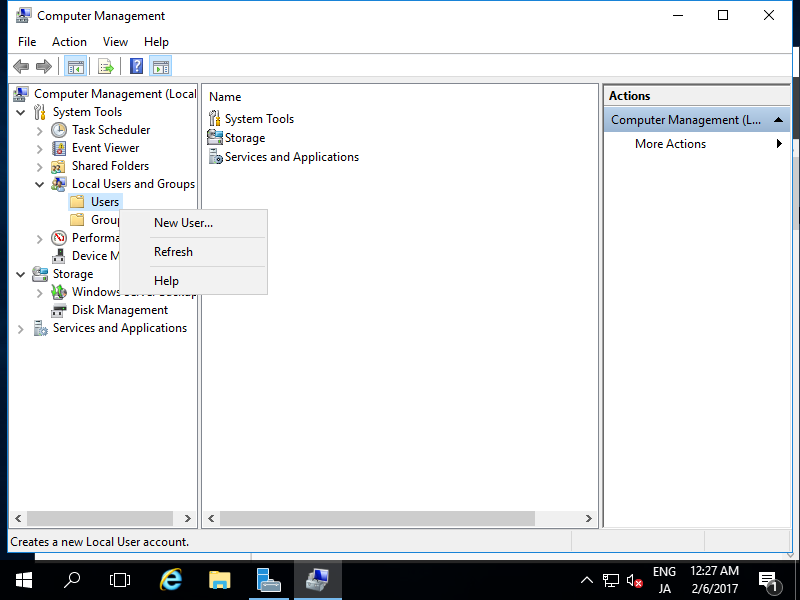 Computer Management
File Action View Help
Computer Management (Local
System Tools
Task Scheduler
Event Viewer
Shared Folders
Local Users and Groups
Users
Group
Performa
Device M
Storage
Windows Server Backup
Disk Management
Services and Applications
New User...
Refresh
Help
Name
System Tools
Storage
Services and Applications
Actions
Computer Management (L...
More Actions
Creates a new Local User account.
ENG
JA
12:27 AM
2/6/2017
1